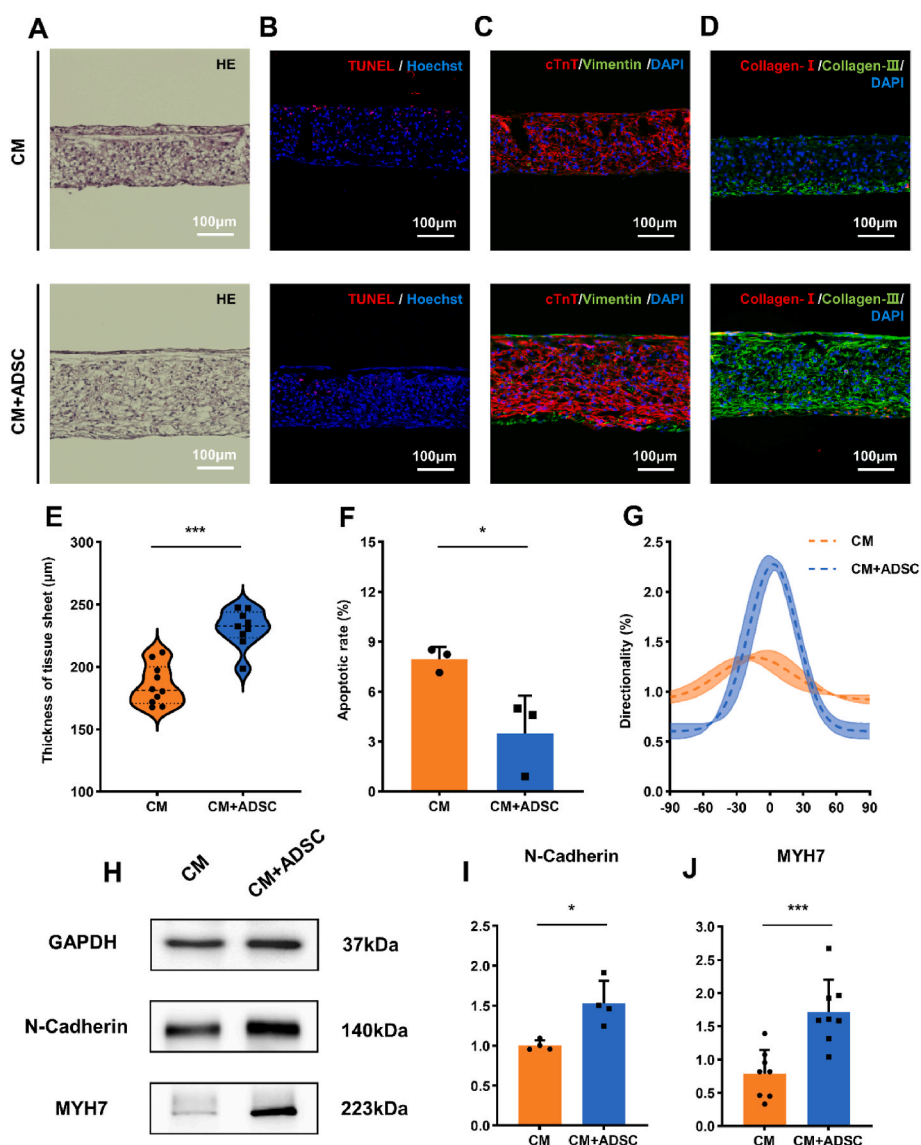 A
B
C
D
CM
HE
100μm
TUNEL / Hoechst
100μm
cTnT/Vimentin /DAPI
100μm
Collagen-Ⅰ/Collagen-Ⅲ/
DAPI
100μm
CM+ADSC
HE
100μm
TUNEL / Hoechst
100μm
cTnT/Vimentin /DAPI
100μm
Collagen-Ⅰ/Collagen-Ⅲ/
DAPI
100μm
E
***
Thickness of tissue sheet (μm)
300
250
200
150
100
CM
CM+ADSC
F
*
Apoptotic rate (%)
15
12
9
6
3
0
CM
CM+ADSC
G
CM
CM+ADSC
Directionality (%)
2.5
2.0
1.5
1.0
0.5
0.0
-90 -60 -30 0 30 60 90
H
CM
CM+ADSC
GAPDH
37kDa
N-Cadherin
140kDa
MYH7
223kDa
I
N-Cadherin
*
2.5
2.0
1.5
1.0
0.5
0.0
CM
CM+ADSC
J
MYH7
***
3.0
2.5
2.0
1.5
1.0
0.5
0.0
CM
CM+ADSC